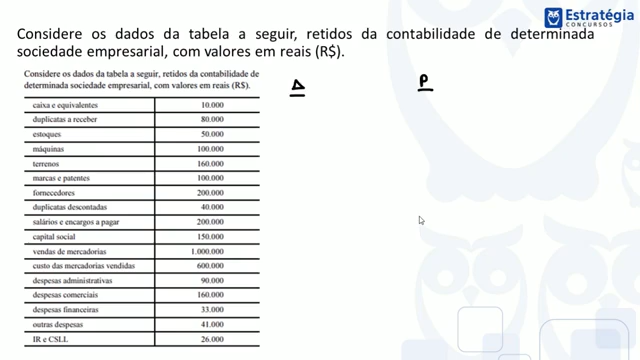 Estratégia
CONCURSOS
Considere os dados da tabela a seguir, retidos da contabilidade de determinada
sociedade empresarial, com valores em reais (R$).
Considere os dados da tabela a seguir, retidos da contabilidade de
determinada sociedade empresarial, com valores em reais (R$).
A P
caixa e equivalentes 10.000
duplicatas a receber 80.000
estoques 50.000
máquinas 100.000
terrenos 160.000
marcas e patentes 100.000
fornecedores 200.000
duplicatas descontadas 40.000
salários e encargos a pagar 200.000
capital social 150.000
vendas de mercadorias 1.000.000
custo das mercadorias vendidas 600.000
despesas administrativas 90.000
despesas comerciais 160.000
despesas financeiras 33.000
outras despesas 41.000
IR e CSLL 26.000